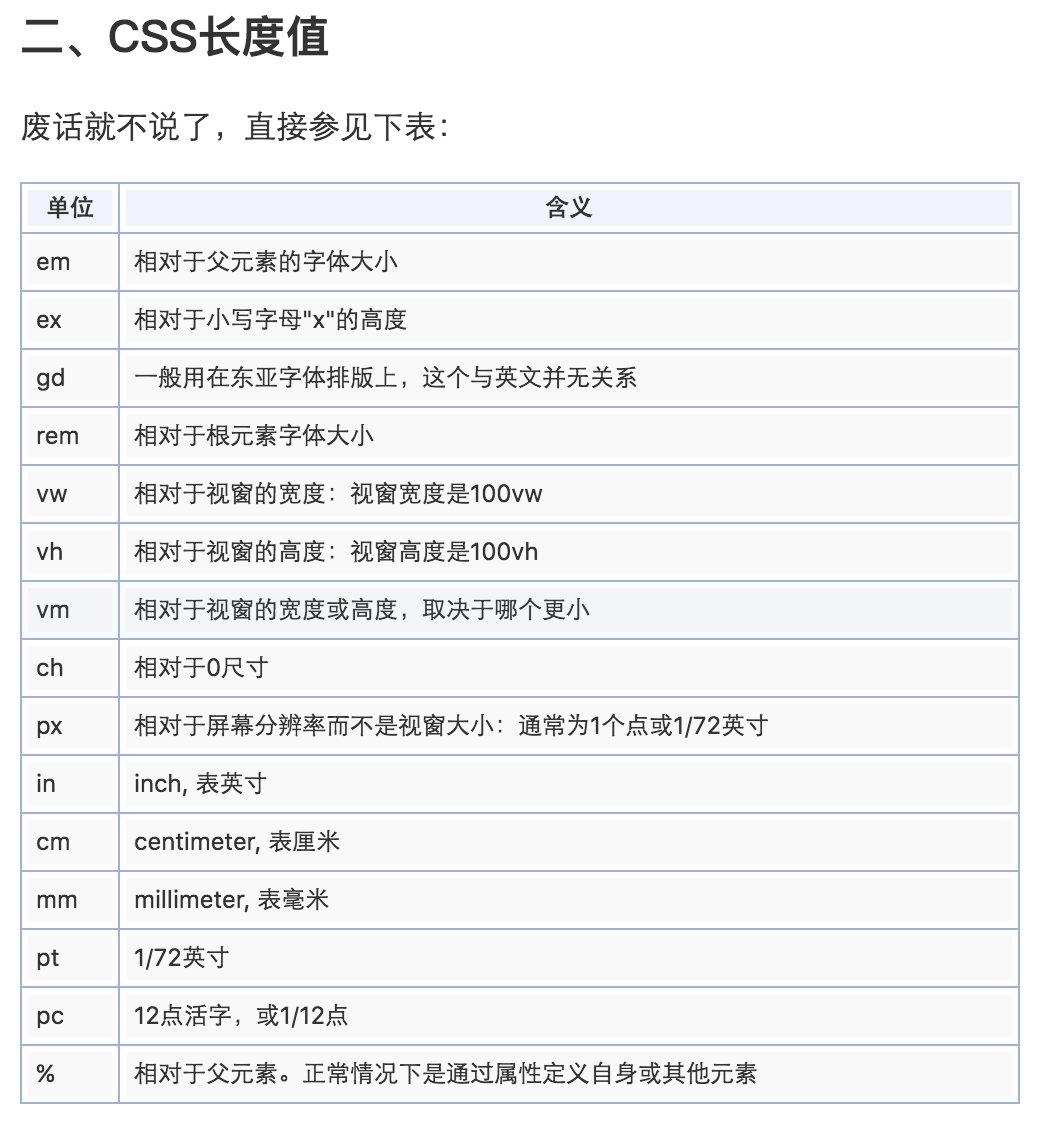 二、CSS长度值
废话就不说了，直接参见下表：
单位 含义
em 相对于父元素的字体大小
ex 相对于小写字母"x"的高度
gd 一般用在东亚字体排版上，这个与英文并无关系
rem 相对于根元素字体大小
vw 相对于视窗的宽度：视窗宽度是100vw
vh 相对于视窗的高度：视窗高度是100vh
vm 相对于视窗的宽度或高度，取决于哪个更小
ch 相对于0尺寸
px 相对于屏幕分辨率而不是视窗大小：通常为1个点或1/72英寸
in inch, 表英寸
cm centimeter, 表厘米
mm millimeter, 表毫米
pt 1/72英寸
pc 12点活字，或1/12点
% 相对于父元素。正常情况下是通过属性定义自身或其他元素